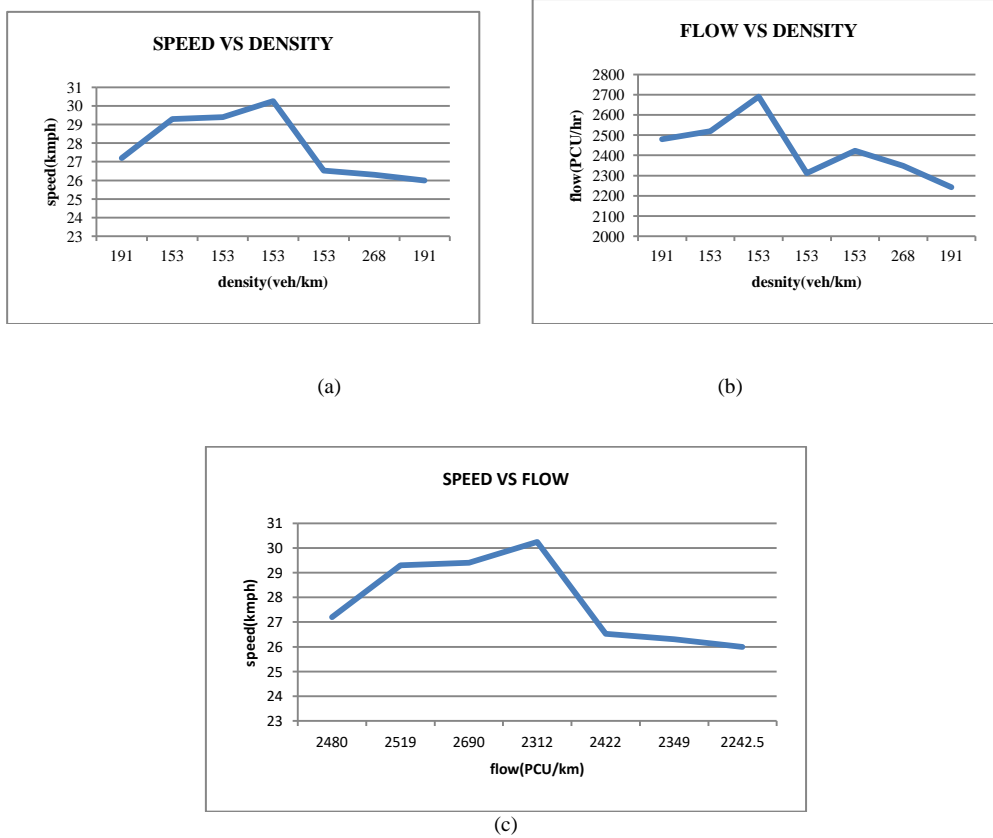 SPEED VS DENSITY
31
30
29
28
27
26
25
24
23
speed(kmph)
191 153 153 153 153 268 191
density(veh/km)
FLOW VS DENSITY
2800
2700
2600
2500
2400
2300
2200
2100
2000
flow(PCU/hr)
191 153 153 153 153 268 191
desnity(veh/km)
(a)
(b)
SPEED VS FLOW
31
30
29
28
27
26
25
24
23
speed(kmph)
2480 2519 2690 2312 2422 2349 2242.5
flow(PCU/km)
(c)